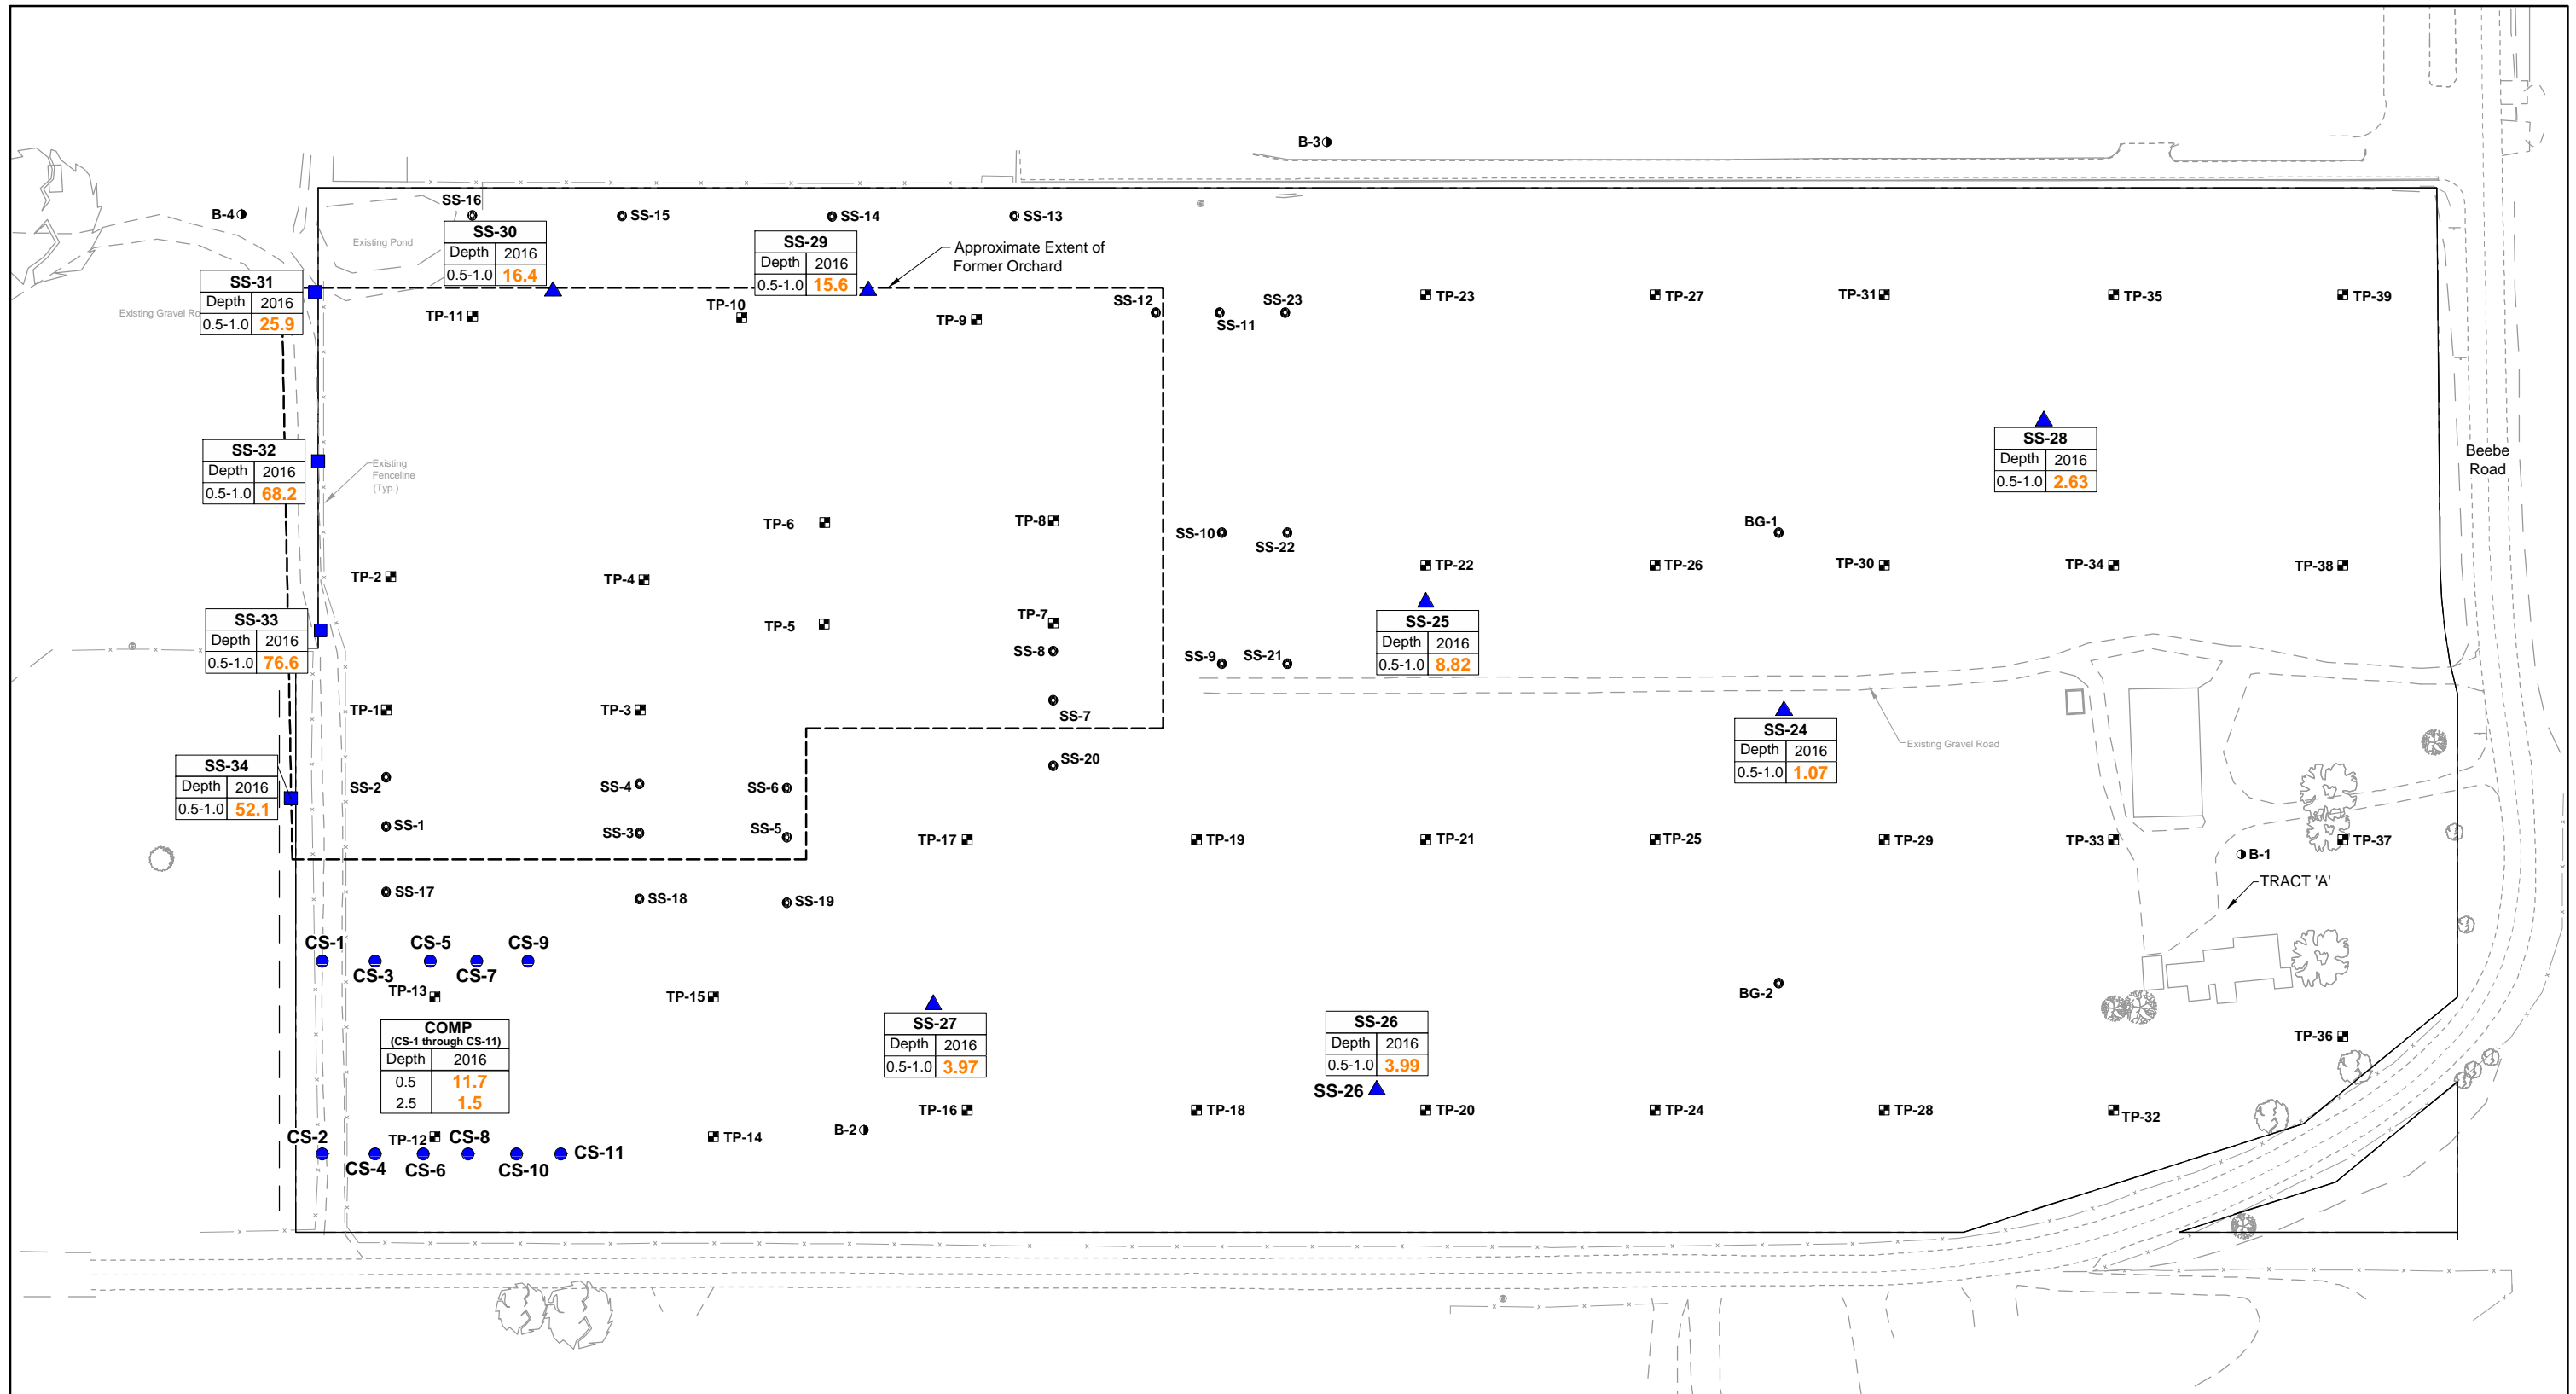 B-3
B-4
SS-16
SS-15
SS-14
SS-13
Existing Pond
SS-30
Depth 2016
0.5-1.0 16.4
SS-29
Depth 2016
0.5-1.0 15.6
Approximate Extent of
Former Orchard
SS-31
Depth 2016
0.5-1.0 25.9
Existing Gravel Ro
TP-11
TP-10
TP-9
SS-12
SS-11
SS-23
TP-23
TP-27
TP-31
TP-35
TP-39
SS-32
Depth 2016
0.5-1.0 68.2
Existing
Fenceline
(Typ.)
SS-28
Depth 2016
0.5-1.0 2.63
Beebe
Road
TP-6
TP-8
SS-10
SS-22
BG-1
TP-2
TP-4
TP-22
TP-26
TP-30
TP-34
TP-38
SS-33
Depth 2016
0.5-1.0 76.6
TP-5
TP-7
SS-8
SS-9
SS-21
SS-25
Depth 2016
0.5-1.0 8.82
TP-1
TP-3
SS-7
SS-24
Depth 2016
0.5-1.0 1.07
Existing Gravel Road
SS-34
Depth 2016
0.5-1.0 52.1
SS-2
SS-4
SS-6
SS-20
SS-1
SS-3
SS-5
TP-17
TP-19
TP-21
TP-25
TP-29
TP-33
TP-37
B-1
TRACT 'A'
SS-17
SS-18
SS-19
CS-1
CS-5
CS-9
CS-3
CS-7
TP-13
TP-15
BG-2
COMP
(CS-1 through CS-11)
Depth 2016
0.5 11.7
2.5 1.5
SS-27
Depth 2016
0.5-1.0 3.97
SS-26
Depth 2016
0.5-1.0 3.99
SS-26
TP-36
TP-16
TP-18
TP-20
TP-24
TP-28
TP-32
CS-2
TP-12
CS-8
TP-14
B-2
CS-4
CS-6
CS-10
CS-11